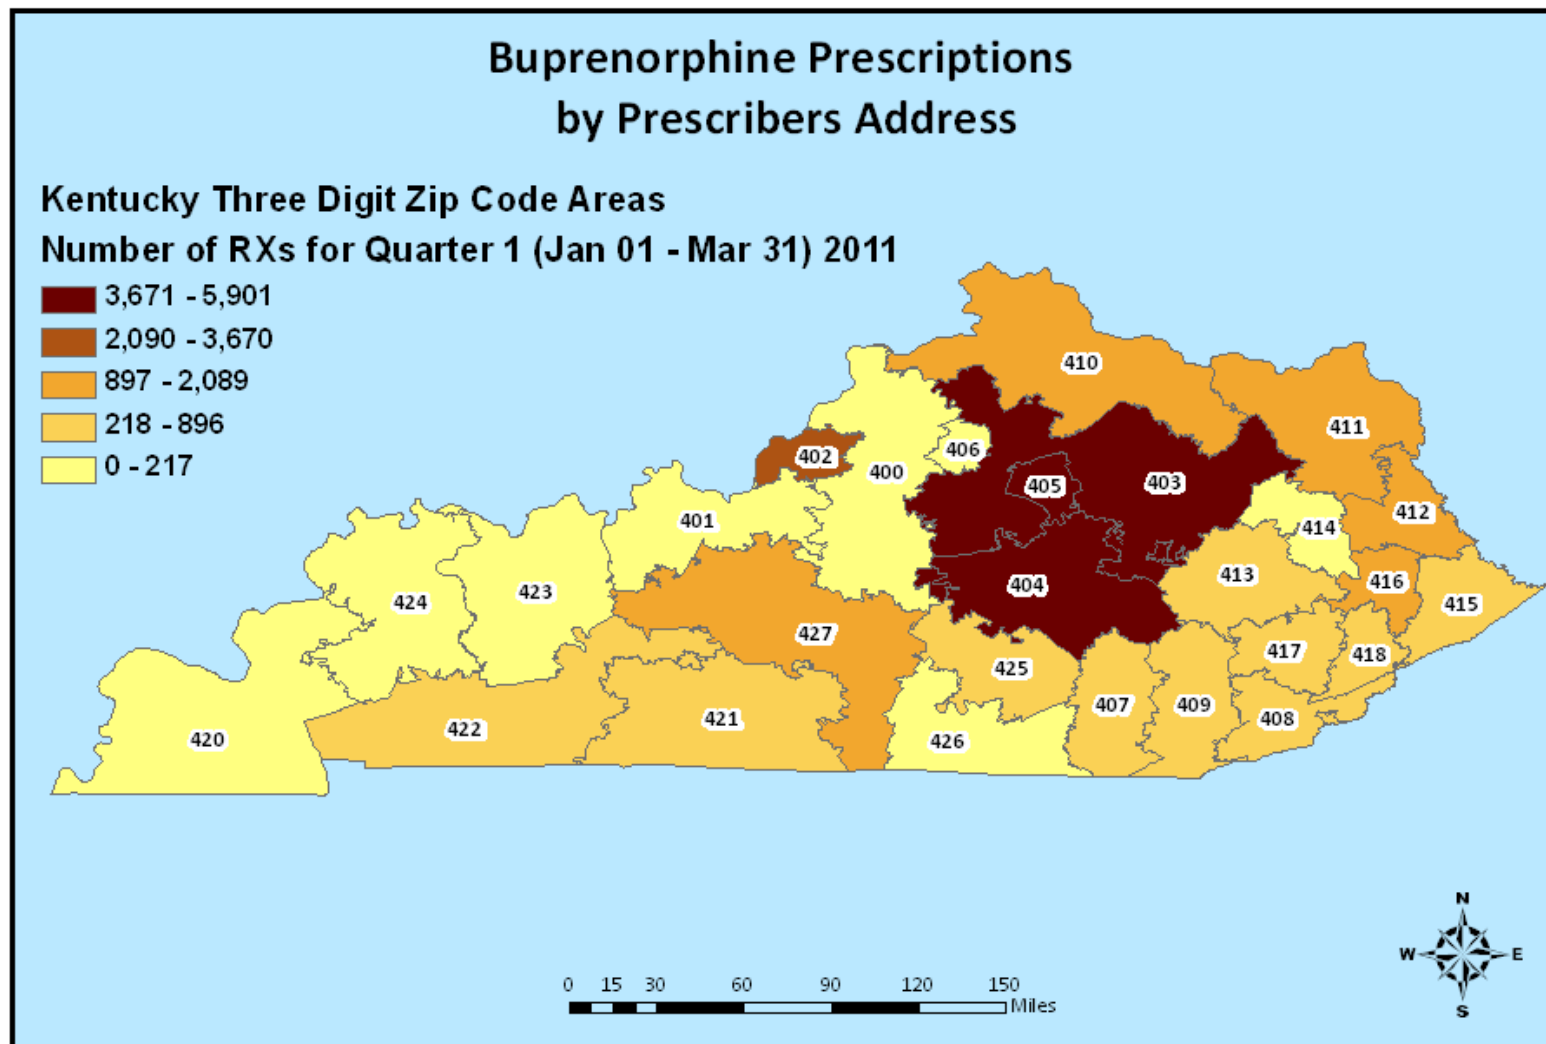 Buprenorphine Prescriptions
by Prescribers Address
Kentucky Three Digit Zip Code Areas
Number of RXs for Quarter 1 (Jan 01 - Mar 31) 2011
3,671 - 5,901
2,090 - 3,670
897 - 2,089
218 - 896
0 - 217
410
411
406
402
400
405
403
412
401
414
413
416
404
423
424
415
427
417
418
425
407
409
408
421
422
420
426
N
W E
S
0 15 30 60 90 120 150
Miles